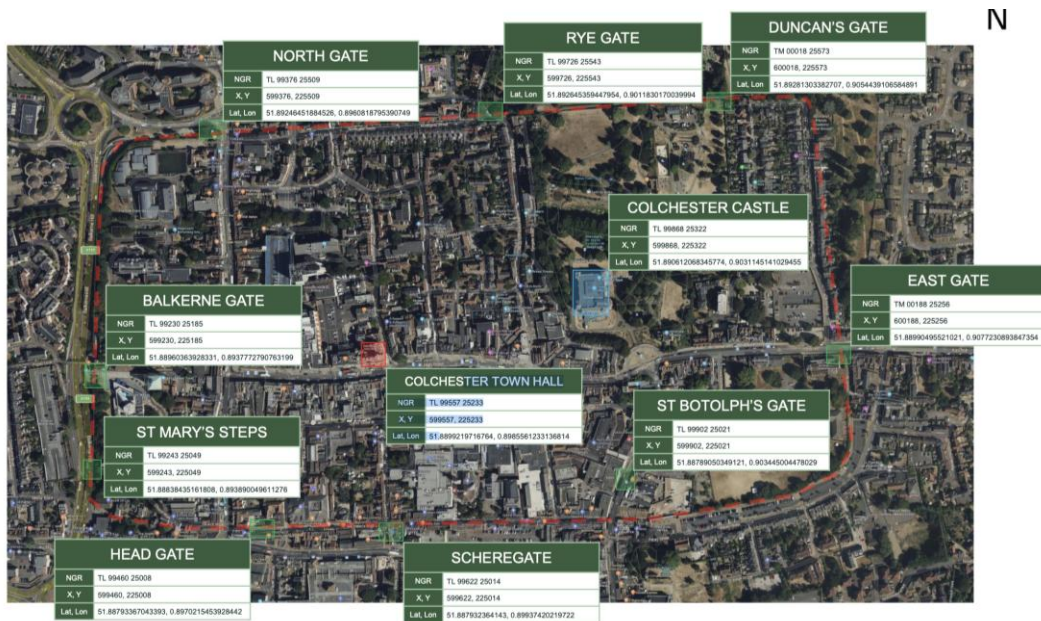 N
NORTH GATE
NGR TL 99376 25509
X, Y 599376, 225509
Lat, Lon 51.89246451884526, 0.8960818795390749
RYE GATE
NGR TL 99726 25543
X, Y 599726, 225543
Lat, Lon 51.892645359447954, 0.9011830170039994
DUNCAN'S GATE
NGR TM 00018 25573
X, Y 600018, 225573
Lat, Lon 51.89281303382707, 0.9054439106584891
COLCHESTER CASTLE
NGR TL 99868 25322
X, Y 599868, 225322
Lat, Lon 51.890612068345774, 0.9031145141029455
EAST GATE
NGR TM 00188 25256
X, Y 600188, 225256
Lat, Lon 51.88990495521021, 0.9077230893847354
BALKERNE GATE
NGR TL 99230 25185
X, Y 599230, 225185
Lat, Lon 51.88960363928331, 0.8937772790763199
COLCHESTER TOWN HALL
NGR TL 99557 25233
X, Y 599557, 225233
Lat, Lon 51.8899219716764, 0.8985561233136814
ST BOTOLPH'S GATE
NGR TL 99902 25021
X, Y 599902, 225021
Lat, Lon 51.88789050349121, 0.903445004478029
ST MARY'S STEPS
NGR TL 99243 25049
X, Y 599243, 225049
Lat, Lon 51.88838435161808, 0.893890049611276
HEAD GATE
NGR TL 99460 25008
X, Y 599460, 225008
Lat, Lon 51.88793367043393, 0.8970215453928442
SCHEREGATE
NGR TL 99622 25014
X, Y 599622, 225014
Lat, Lon 51.887932364143, 0.89937420219722